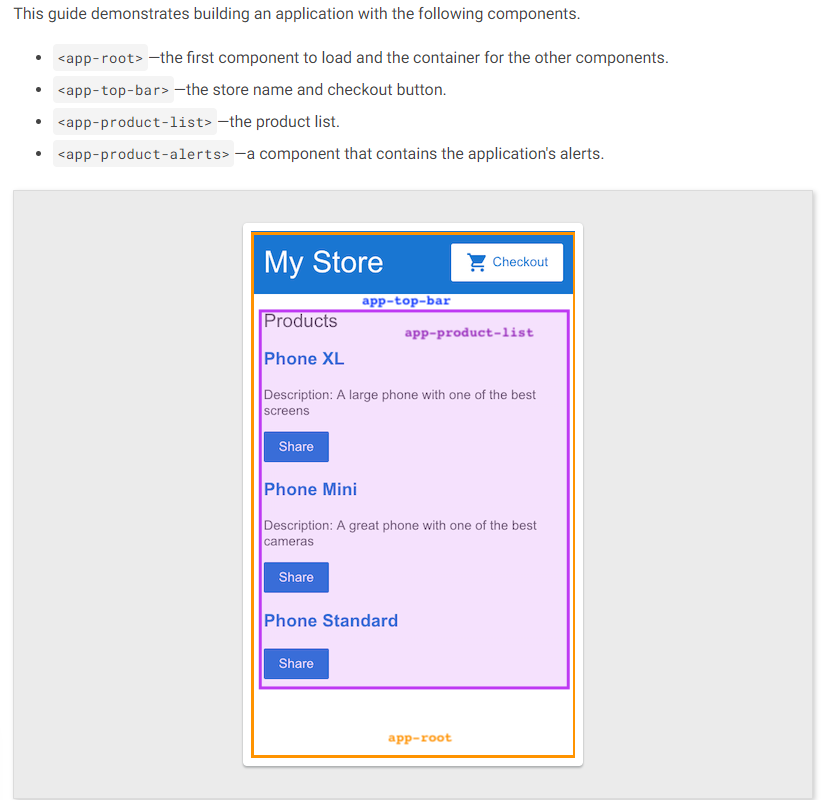 This guide demonstrates building an application with the following components.
<app-root>—the first component to load and the container for the other components.
<app-top-bar>—the store name and checkout button.
<app-product-list>—the product list.
<app-product-alerts>—a component that contains the application's alerts.
My Store
Checkout
app-top-bar
Products
app-product-list
Phone XL
Description: A large phone with one of the best
screens
Share
Phone Mini
Description: A great phone with one of the best
cameras
Share
Phone Standard
Share
app-root